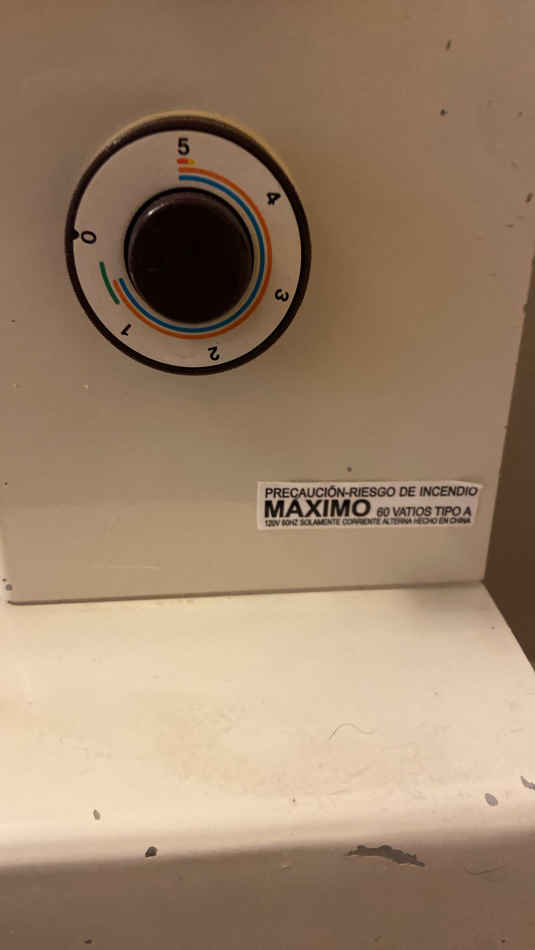 5
4
3
2
1
0
PRECAUCIÓN-RIESGO DE INCENDIO
MÁXIMO 60 VATIOS TIPO A
120V 60HZ SOLAMENTE CORRIENTE ALTERNA HECHO EN CHINA